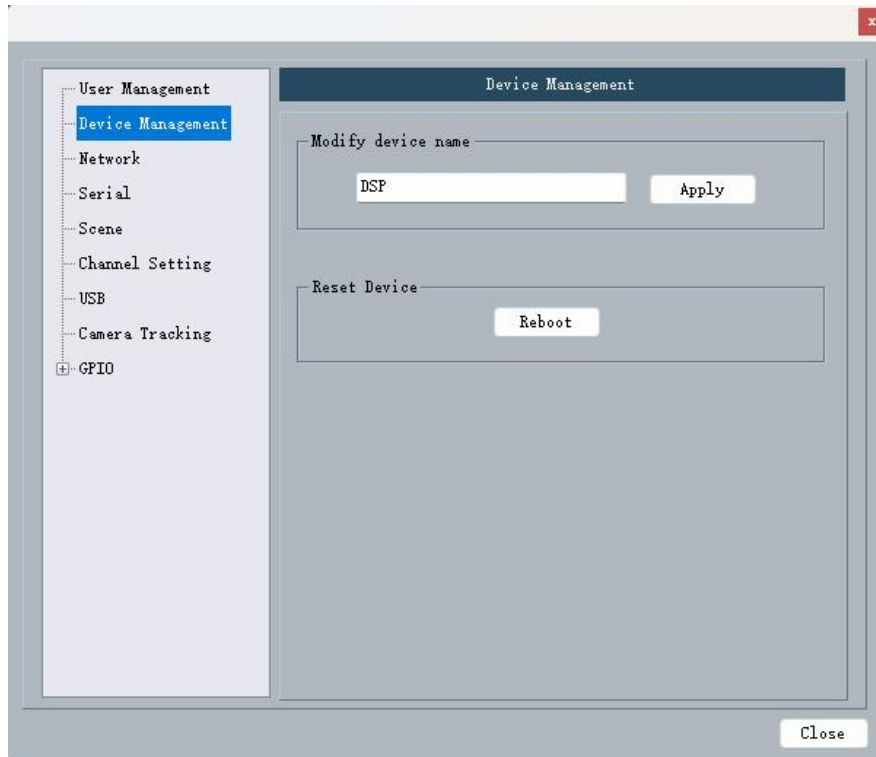 x
User Management
Device Management
Network
Serial
Scene
Channel Setting
USB
Camera Tracking
GPIO
Device Management
Modify device name
DSP
Apply
Reset Device
Reboot
Close